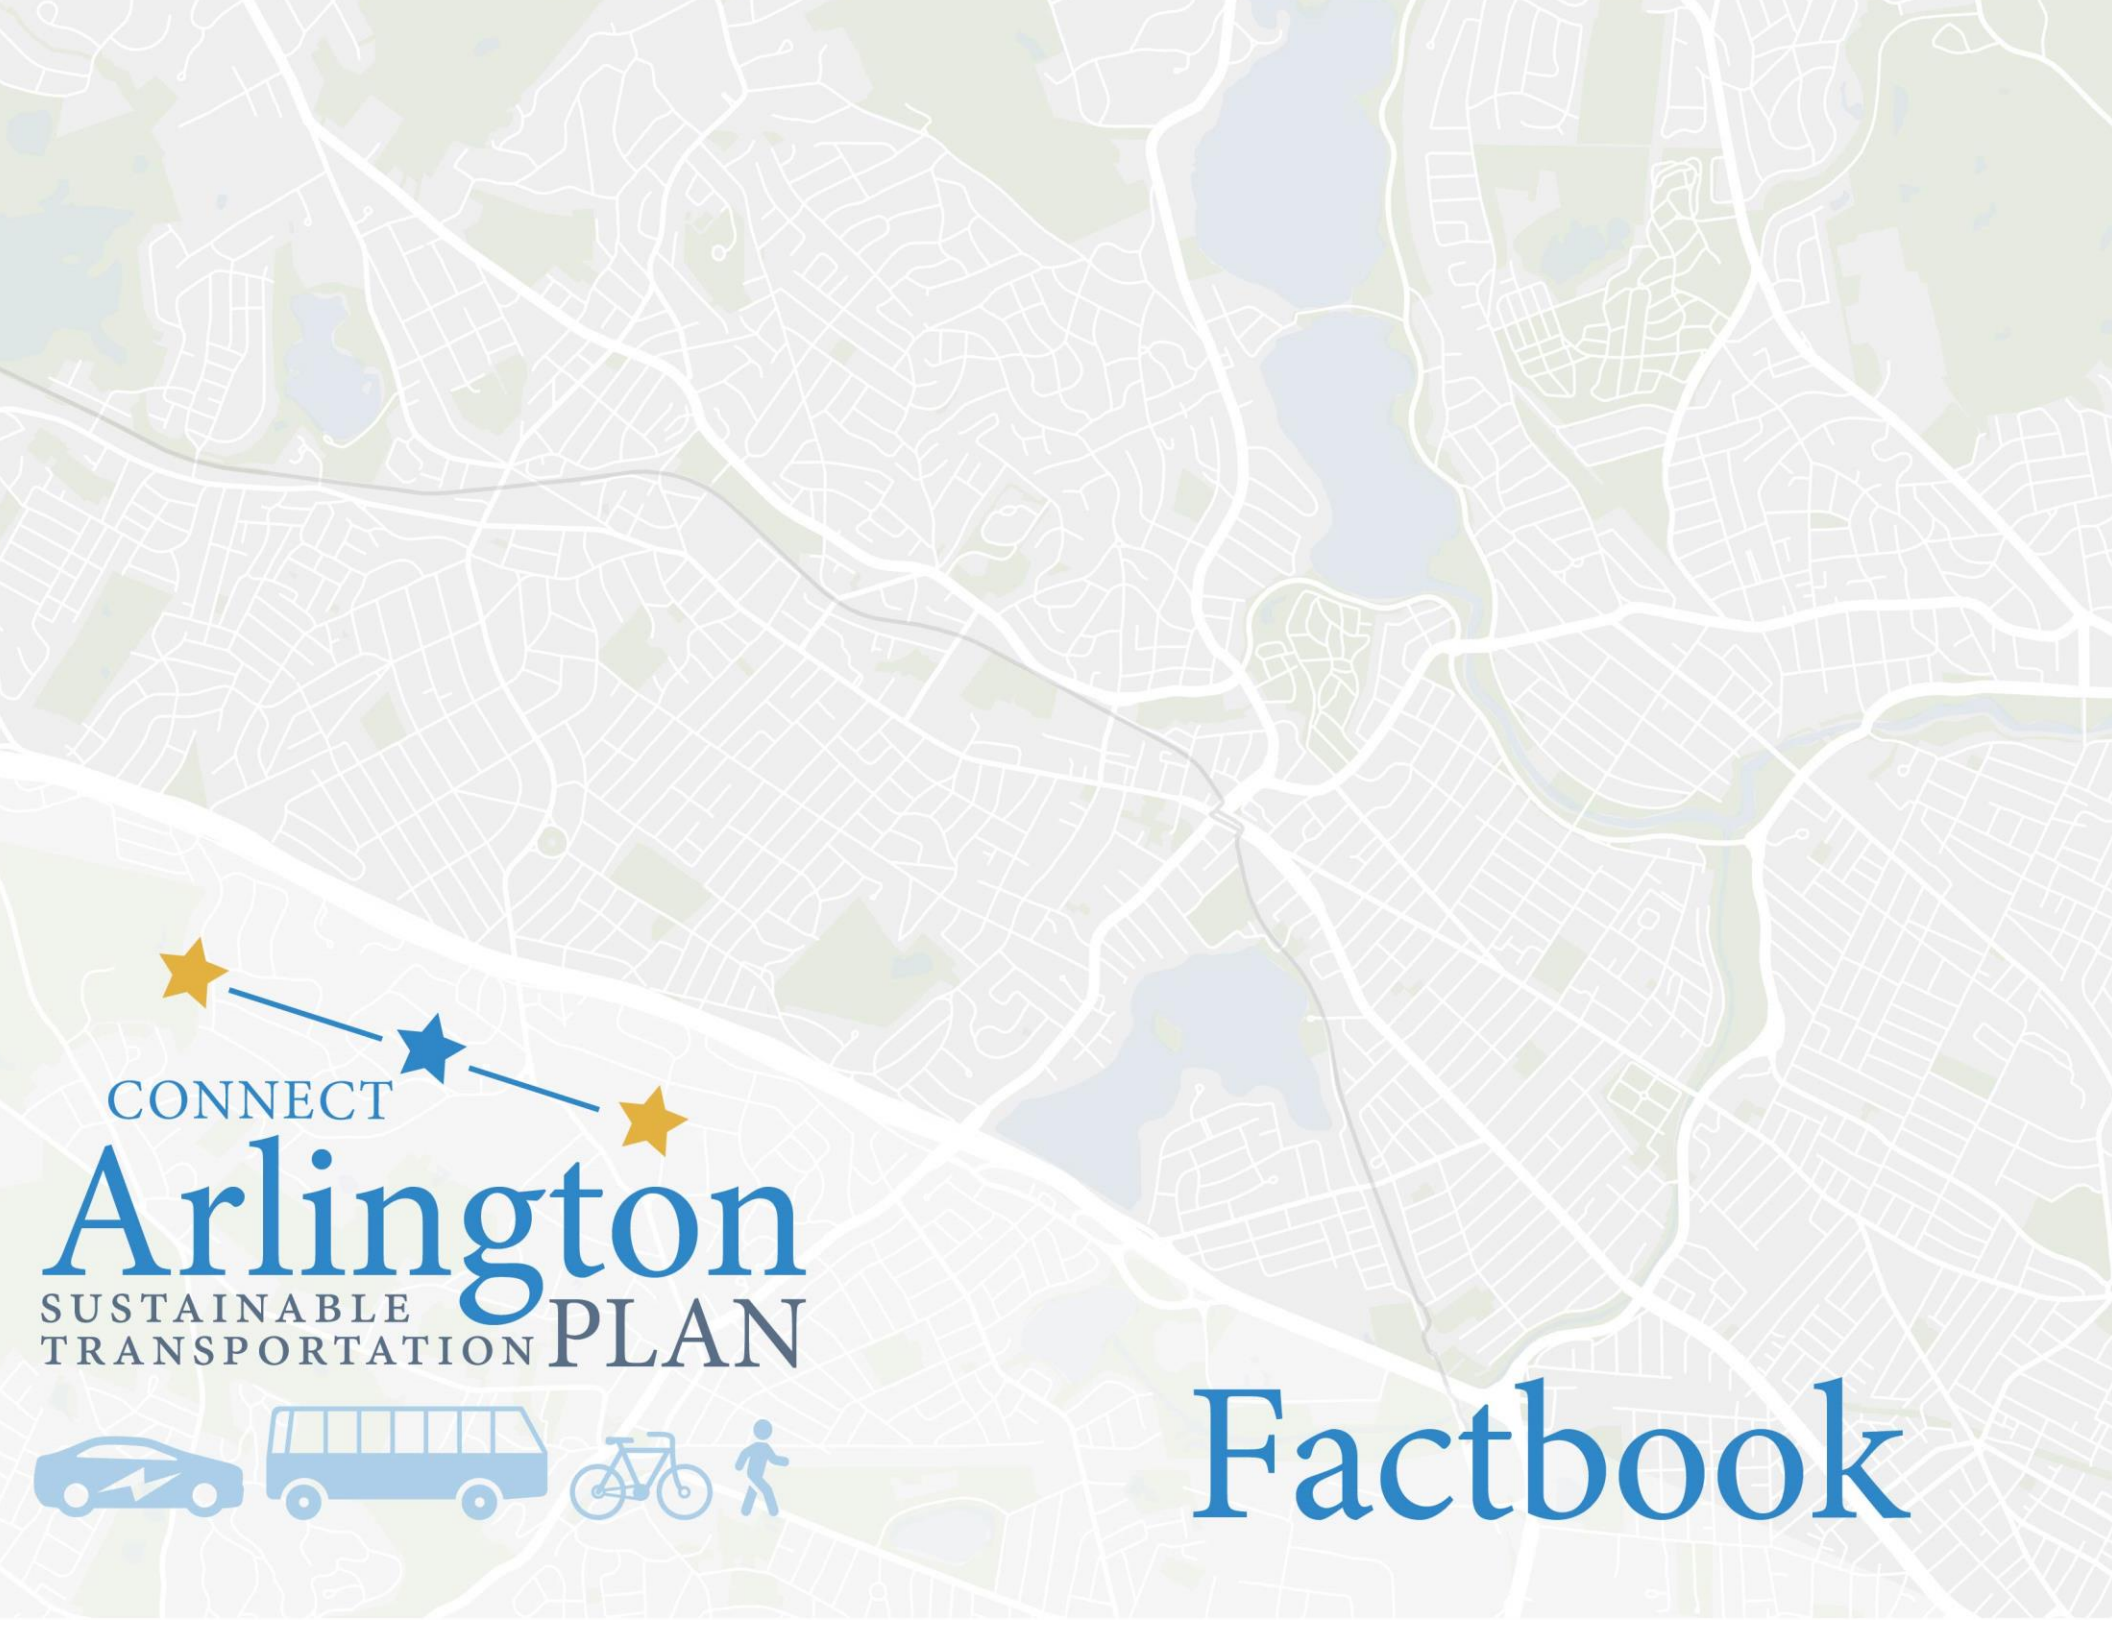 CONNECT
Arlington
SUSTAINABLE
TRANSPORTATION PLAN
Factbook